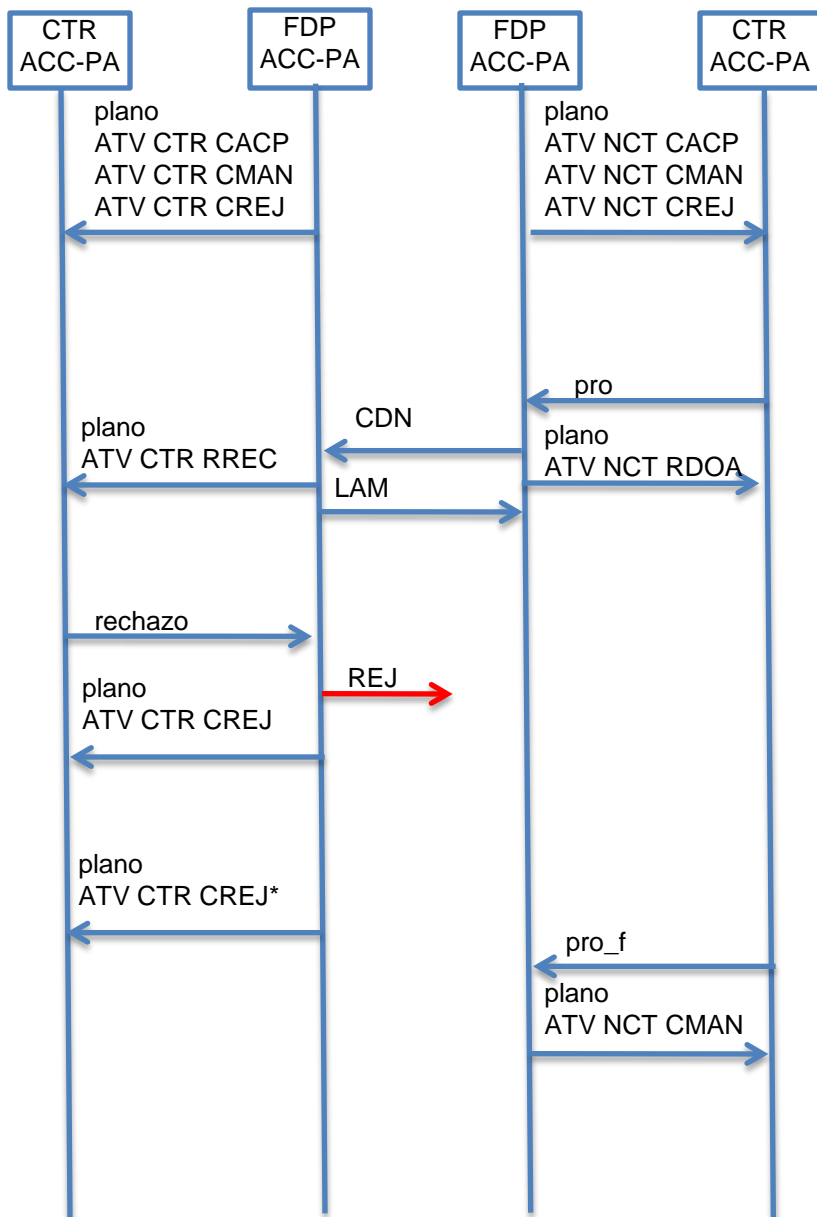 CTR
ACC-PA
FDP
ACC-PA
FDP
ACC-PA
CTR
ACC-PA
plano
ATV CTR CACP
ATV CTR CMAN
ATV CTR CREJ
plano
ATV NCT CACP
ATV NCT CMAN
ATV NCT CREJ
pro
CDN
plano
ATV CTR RREC
plano
ATV NCT RDOA
LAM
rechazo
REJ
plano
ATV CTR CREJ
plano
ATV CTR CREJ*
pro_f
plano
ATV NCT CMAN